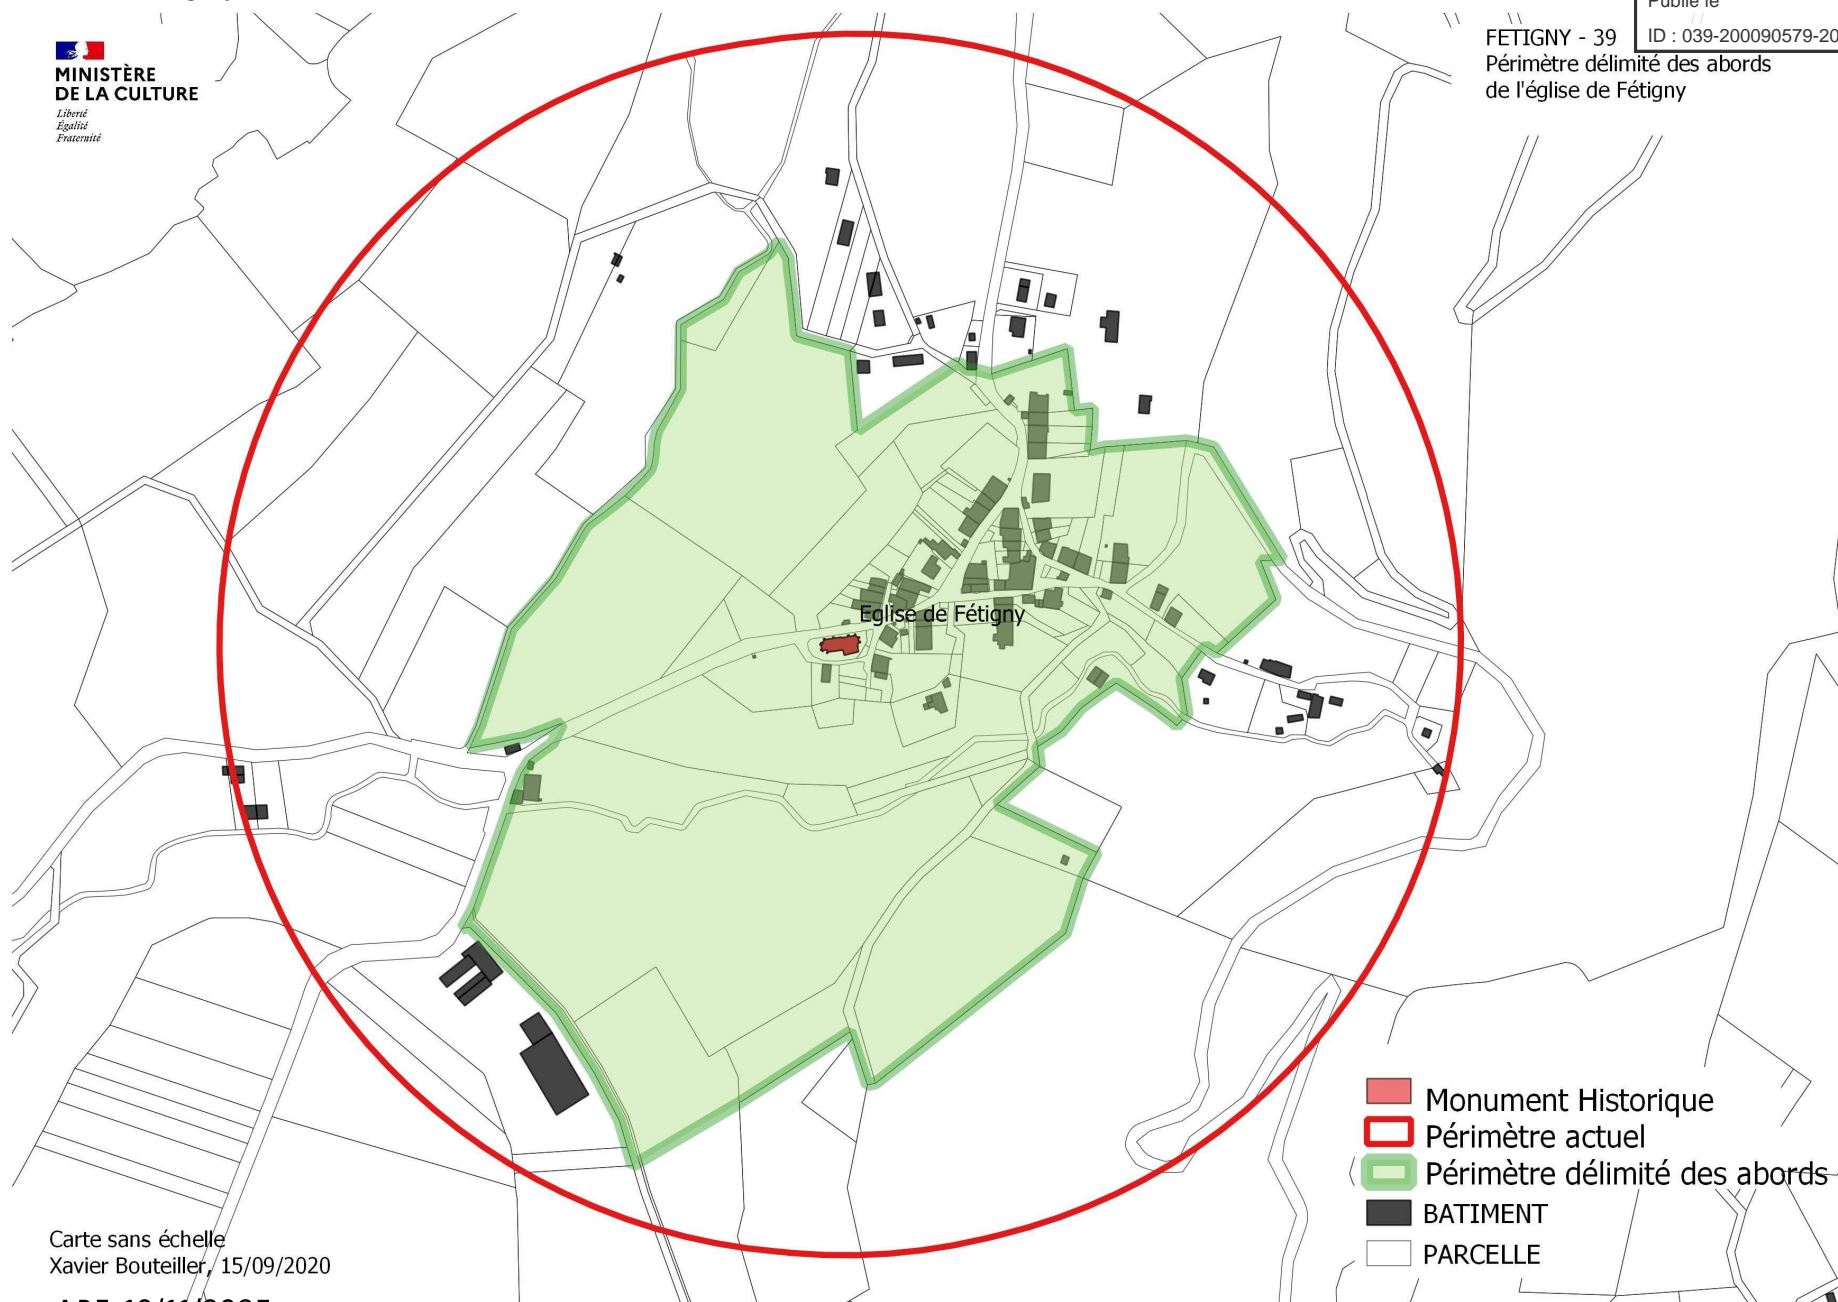 MINISTÈRE
DE LA CULTURE
Liberté
Égalité
Fraternité
Publié le
ID : 039-200090579-20
FETIGNY - 39
Périmètre délimité des abords
de l'église de Fétigny
Eglise de Fétigny
Monument Historique
Périmètre actuel
Périmètre délimité des abords
BATIMENT
PARCELLE
Carte sans échelle
Xavier Bouteiller, 15/09/2020